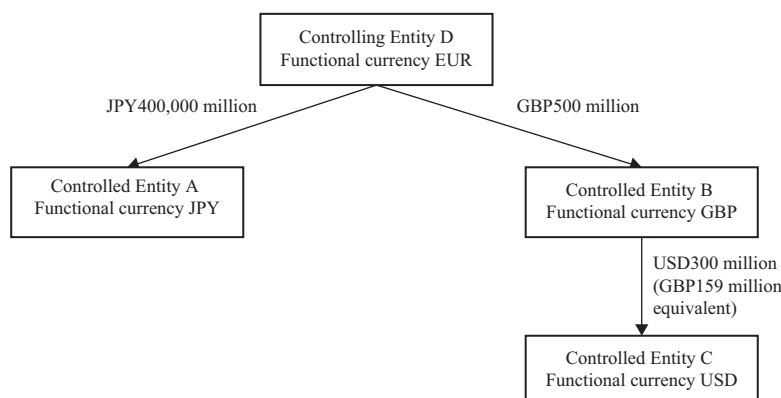 Controlling Entity D
Functional currency EUR
JPY400,000 million
GBP500 million
Controlled Entity A
Functional currency JPY
Controlled Entity B
Functional currency GBP
USD300 million
(GBP159 million
equivalent)
Controlled Entity C
Functional currency USD